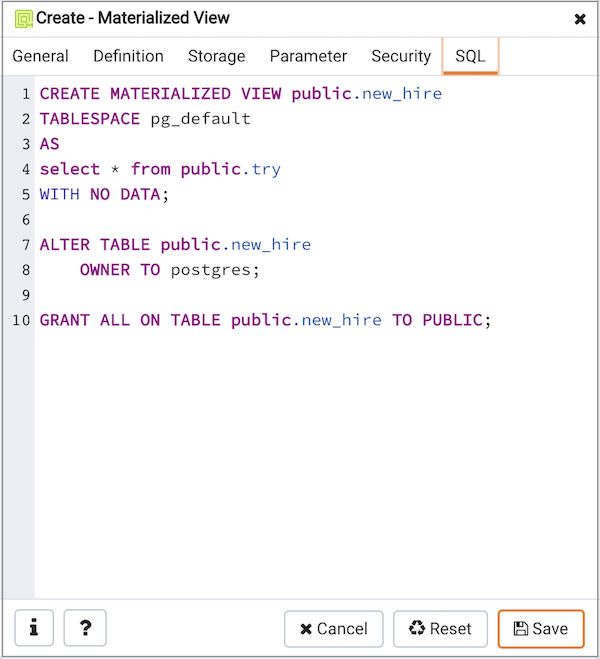 Create - Materialized View
General Definition Storage Parameter Security SQL
1 CREATE MATERIALIZED VIEW public.new_hire
2 TABLESPACE pg_default
3 AS
4 select * from public.try
5 WITH NO DATA;
6
7 ALTER TABLE public.new_hire
8     OWNER TO postgres;
9
10 GRANT ALL ON TABLE public.new_hire TO PUBLIC;
i ? Cancel Reset Save